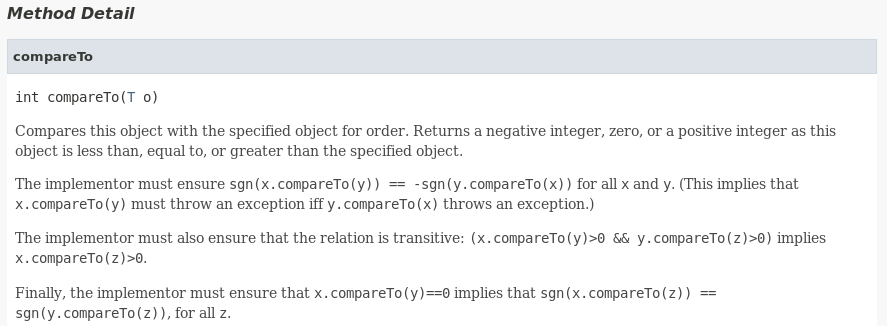 Method Detail
compareTo
int compareTo(T o)
Compares this object with the specified object for order. Returns a negative integer, zero, or a positive integer as this
object is less than, equal to, or greater than the specified object.
The implementor must ensure sgn(x.compareTo(y)) == -sgn(y.compareTo(x)) for all x and y. (This implies that
x.compareTo(y) must throw an exception iff y.compareTo(x) throws an exception.)
The implementor must also ensure that the relation is transitive: (x.compareTo(y)>0 && y.compareTo(z)>0) implies
x.compareTo(z)>0.
Finally, the implementor must ensure that x.compareTo(y)==0 implies that sgn(x.compareTo(z)) ==
sgn(y.compareTo(z)), for all z.